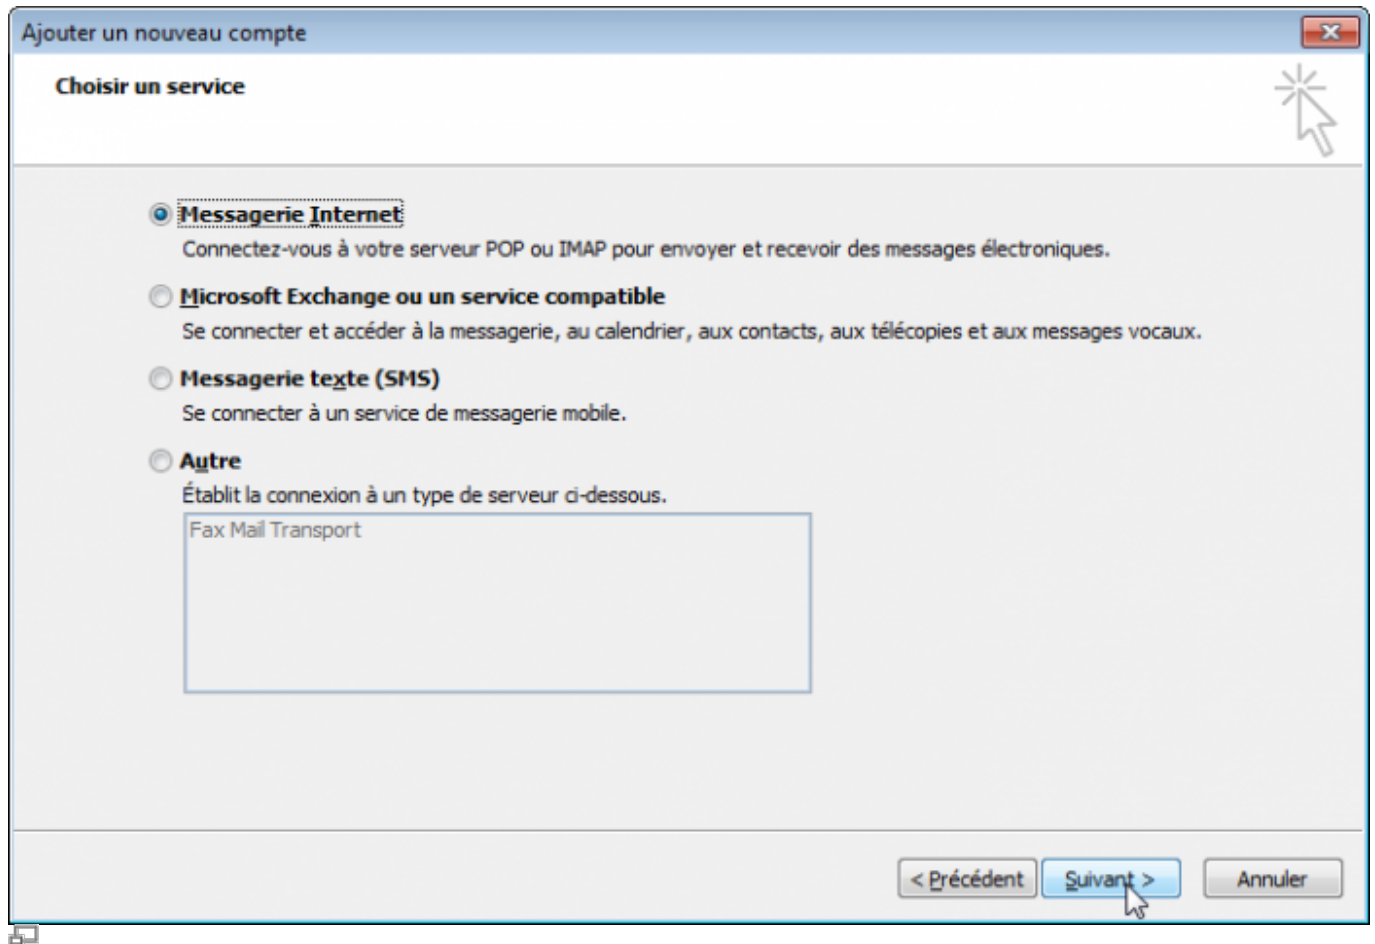 Ajouter un nouveau compte
Choisir un service
Messagerie Internet
Connectez-vous à votre serveur POP ou IMAP pour envoyer et recevoir des messages électroniques.
Microsoft Exchange ou un service compatible
Se connecter et accéder à la messagerie, au calendrier, aux contacts, aux télécopies et aux messages vocaux.
Messagerie texte (SMS)
Se connecter à un service de messagerie mobile.
Autre
Établit la connexion à un type de serveur ci-dessous.
Fax Mail Transport
< Précédent Suivant > Annuler